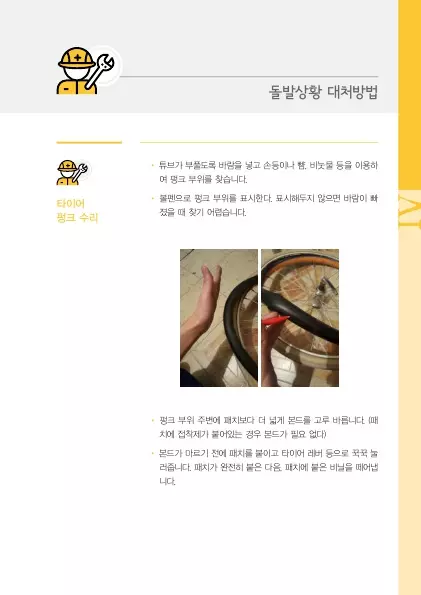 돌발상황 대처방법
타이어
펑크 수리
· 튜브가 부풀도록 바람을 넣고 손등이나 뺨, 비눗물 등을 이용하
여 펑크 부위를 찾습니다.
· 볼펜으로 펑크 부위를 표시한다. 표시해두지 않으면 바람이 빠
졌을 때 찾기 어렵습니다.
IV
· 펑크 부위 주변에 패치보다 더 넓게 본드를 고루 바릅니다. (패
치에 접착제가 붙어있는 경우 본드가 필요 없다)
· 본드가 마르기 전에 패치를 붙이고 타이어 레버 등으로 꾹꾹 눌
러줍니다. 패치가 완전히 붙은 다음, 패치에 붙은 비닐을 떼어냅
니다.